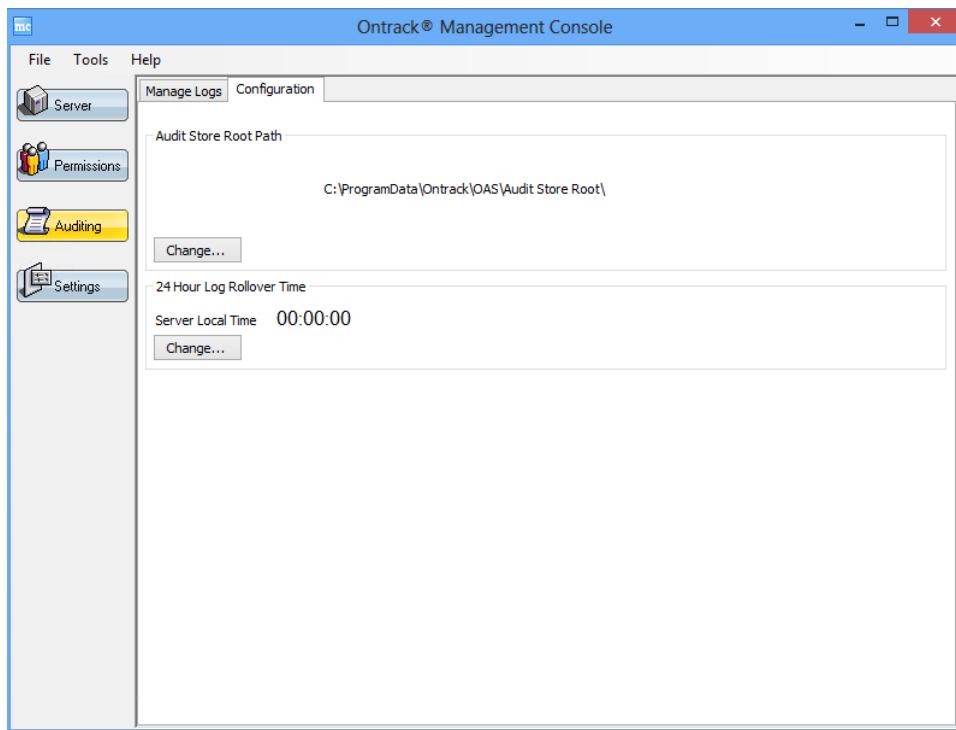 mc
Ontrack® Management Console
File Tools Help
Server
Permissions
Auditing
Settings
Manage Logs Configuration
Audit Store Root Path
C:\ProgramData\Ontrack\OAS\Audit Store Root\
Change...
24 Hour Log Rollover Time
Server Local Time 00:00:00
Change...